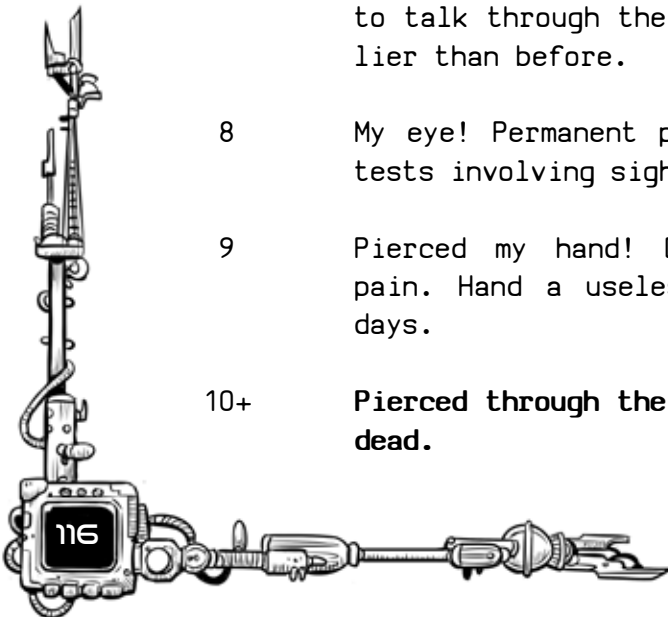 to talk through the
lier than before.
8 My eye! Permanent p
tests involving sigh
9 Pierced my hand!
pain. Hand a useles
days.
10+ Pierced through the
dead.
116